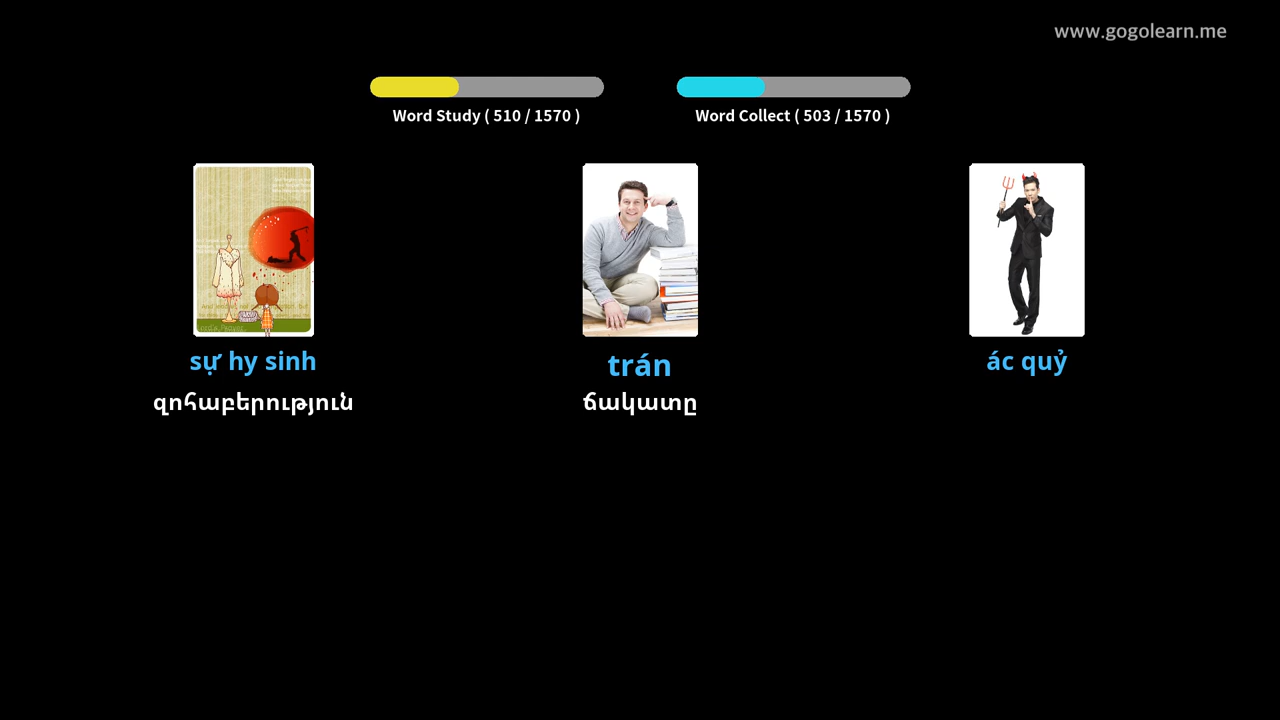 www.gogolearn.me
Word Study ( 510 / 1570 )
Word Collect ( 503 / 1570 )
sự hy sinh
trán
ác quỷ
զոհաբերություն
ճակատը